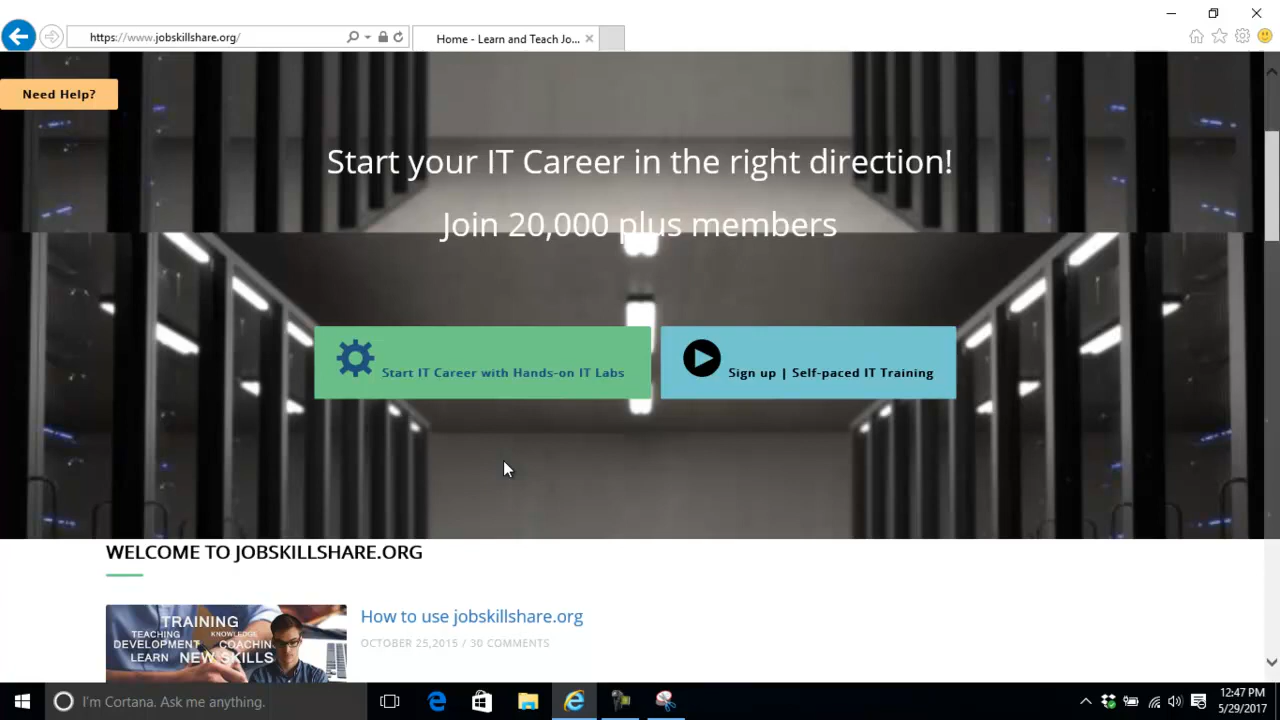 https://www.jobskillshare.org/
Home - Learn and Teach Jo...
Need Help?
Start your IT Career in the right direction!
Join 20,000 plus members
Start IT Career with Hands-on IT Labs
Sign up | Self-paced IT Training
WELCOME TO JOBSKILLSHARE.ORG
TRAINING
TEACHING KNOWLEDGE
DEVELOPMENT COACHIN
LEARN NEW SKILLS
How to use jobskillshare.org
OCTOBER 25,2015 / 30 COMMENTS
I'm Cortana. Ask me anything.
12:47 PM
5/29/2017